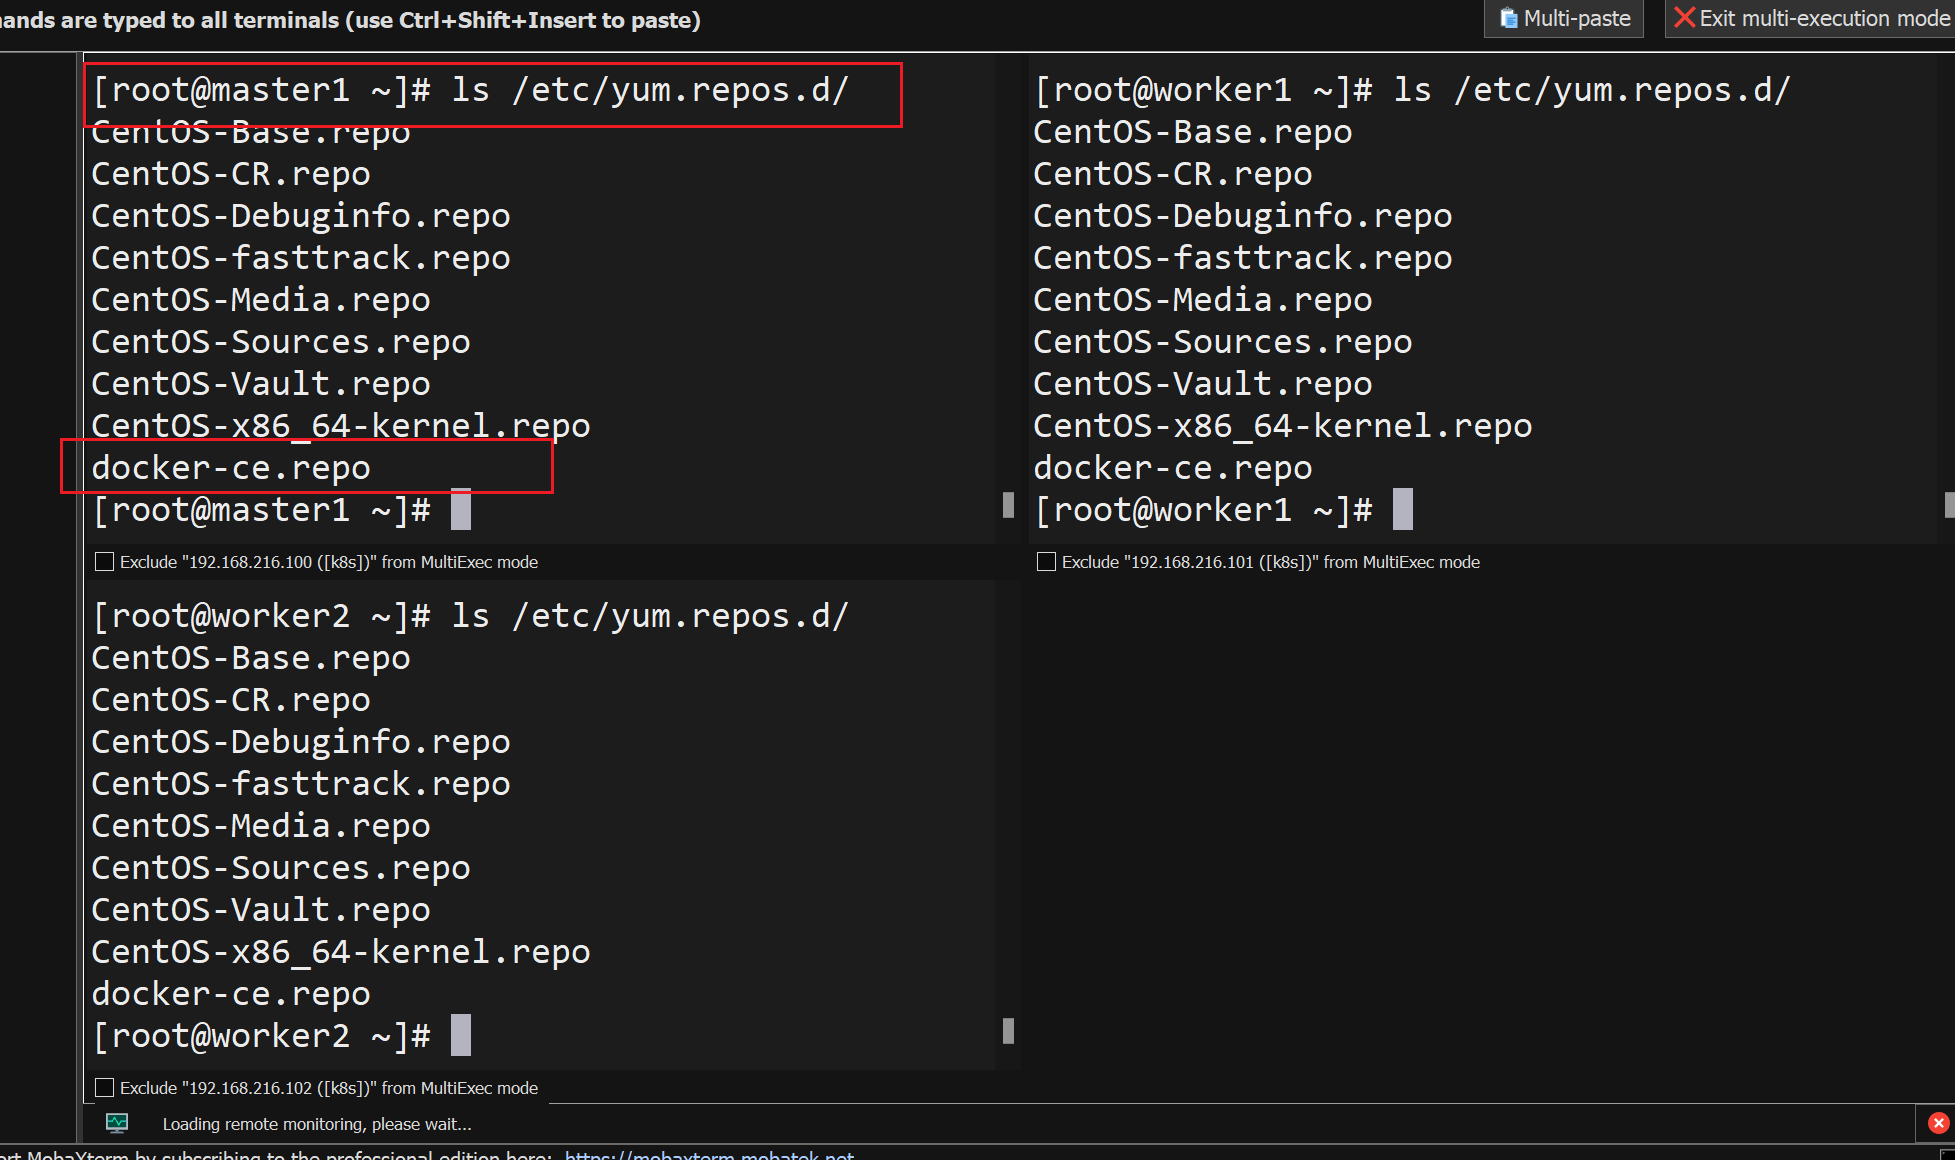 ands are typed to all terminals (use Ctrl+Shift+Insert to paste)
Multi-paste
Exit multi-execution mode
[root@master1 ~]# ls /etc/yum.repos.d/
CentOS-Base.repo
CentOS-CR.repo
CentOS-Debuginfo.repo
CentOS-fasttrack.repo
CentOS-Media.repo
CentOS-Sources.repo
CentOS-Vault.repo
CentOS-x86_64-kernel.repo
docker-ce.repo
[root@master1 ~]#
Exclude "192.168.216.100 ([k8s])" from MultiExec mode
[root@worker1 ~]# ls /etc/yum.repos.d/
CentOS-Base.repo
CentOS-CR.repo
CentOS-Debuginfo.repo
CentOS-fasttrack.repo
CentOS-Media.repo
CentOS-Sources.repo
CentOS-Vault.repo
CentOS-x86_64-kernel.repo
docker-ce.repo
[root@worker1 ~]#
Exclude "192.168.216.101 ([k8s])" from MultiExec mode
[root@worker2 ~]# ls /etc/yum.repos.d/
CentOS-Base.repo
CentOS-CR.repo
CentOS-Debuginfo.repo
CentOS-fasttrack.repo
CentOS-Media.repo
CentOS-Sources.repo
CentOS-Vault.repo
CentOS-x86_64-kernel.repo
docker-ce.repo
[root@worker2 ~]#
Exclude "192.168.216.102 ([k8s])" from MultiExec mode
Loading remote monitoring, please wait...
ort MobaXterm by subscribing to the professional edition here: https://mobaxterm.mobatek.net